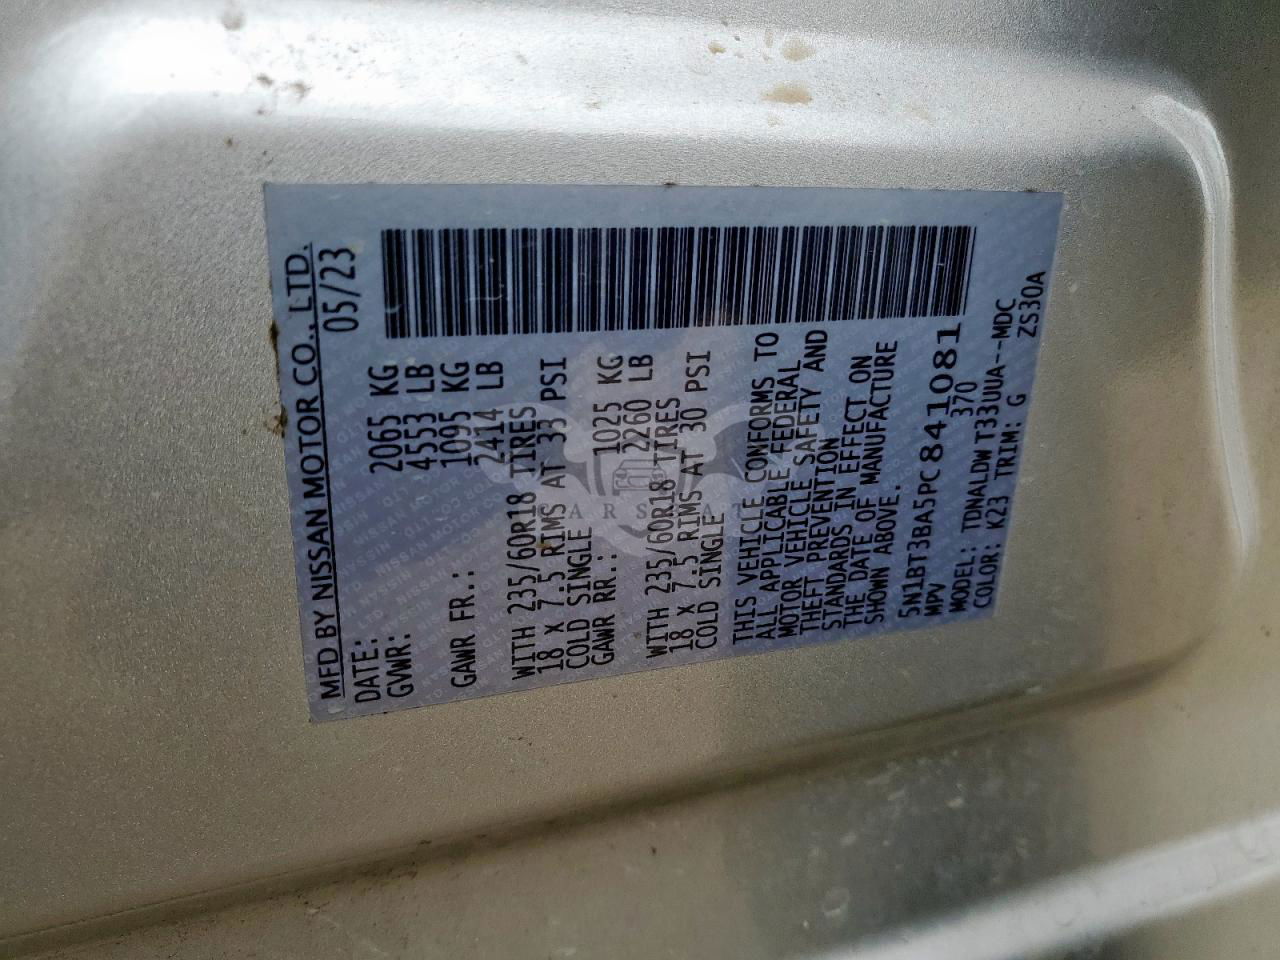 MFD BY NISSAN MOTOR CO., LTD.
DATE: 05/23
GVWR: 2065 KG
4553 LB
GAWR FR.: 1095 KG
2414 LB
WITH 235/60R18 TIRES
18 X 7.5 RIMS AT 33 PSI
COLD SINGLE
GAWR RR.: 1025 KG
2260 LB
WITH 235/60R18 TIRES
18 X 7.5 RIMS AT 30 PSI
COLD SINGLE
THIS VEHICLE CONFORMS TO
ALL APPLICABLE FEDERAL
MOTOR VEHICLE SAFETY AND
THEFT PREVENTION
STANDARDS IN EFFECT ON
THE DATE OF MANUFACTURE
SHOWN ABOVE.
5N1BT3BA5PC841081
MPV 370
MODEL: TDNALDWT33UUA--MDC
COLOR: K23 TRIM: G ZS30A